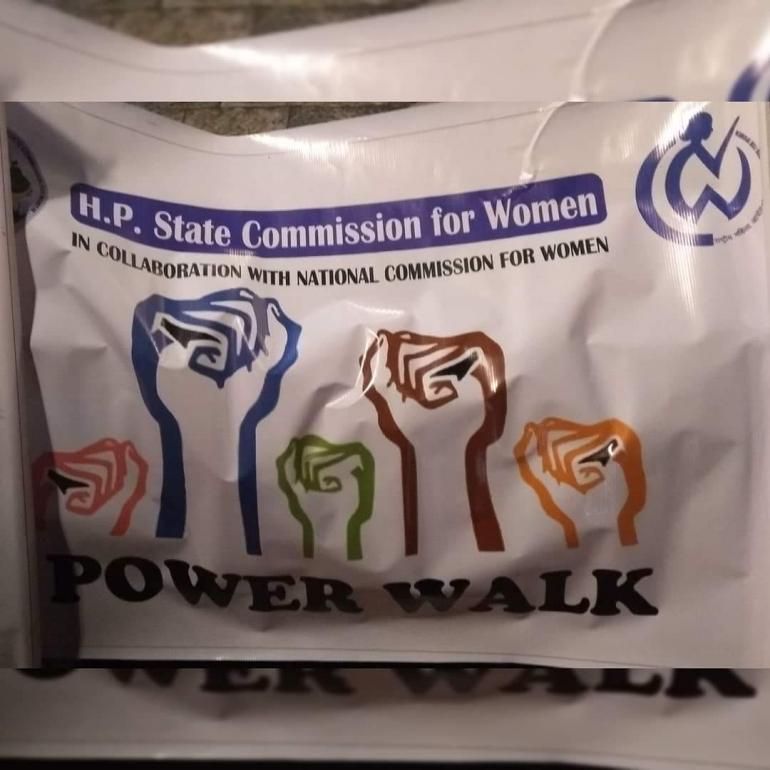 H.P. State Commission for Women
IN COLLABORATION WITH NATIONAL COMMISSION FOR WOMEN
POWER WALK